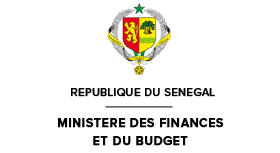 REPUBLIQUE DU SENEGAL
MINISTERE DES FINANCES
ET DU BUDGET